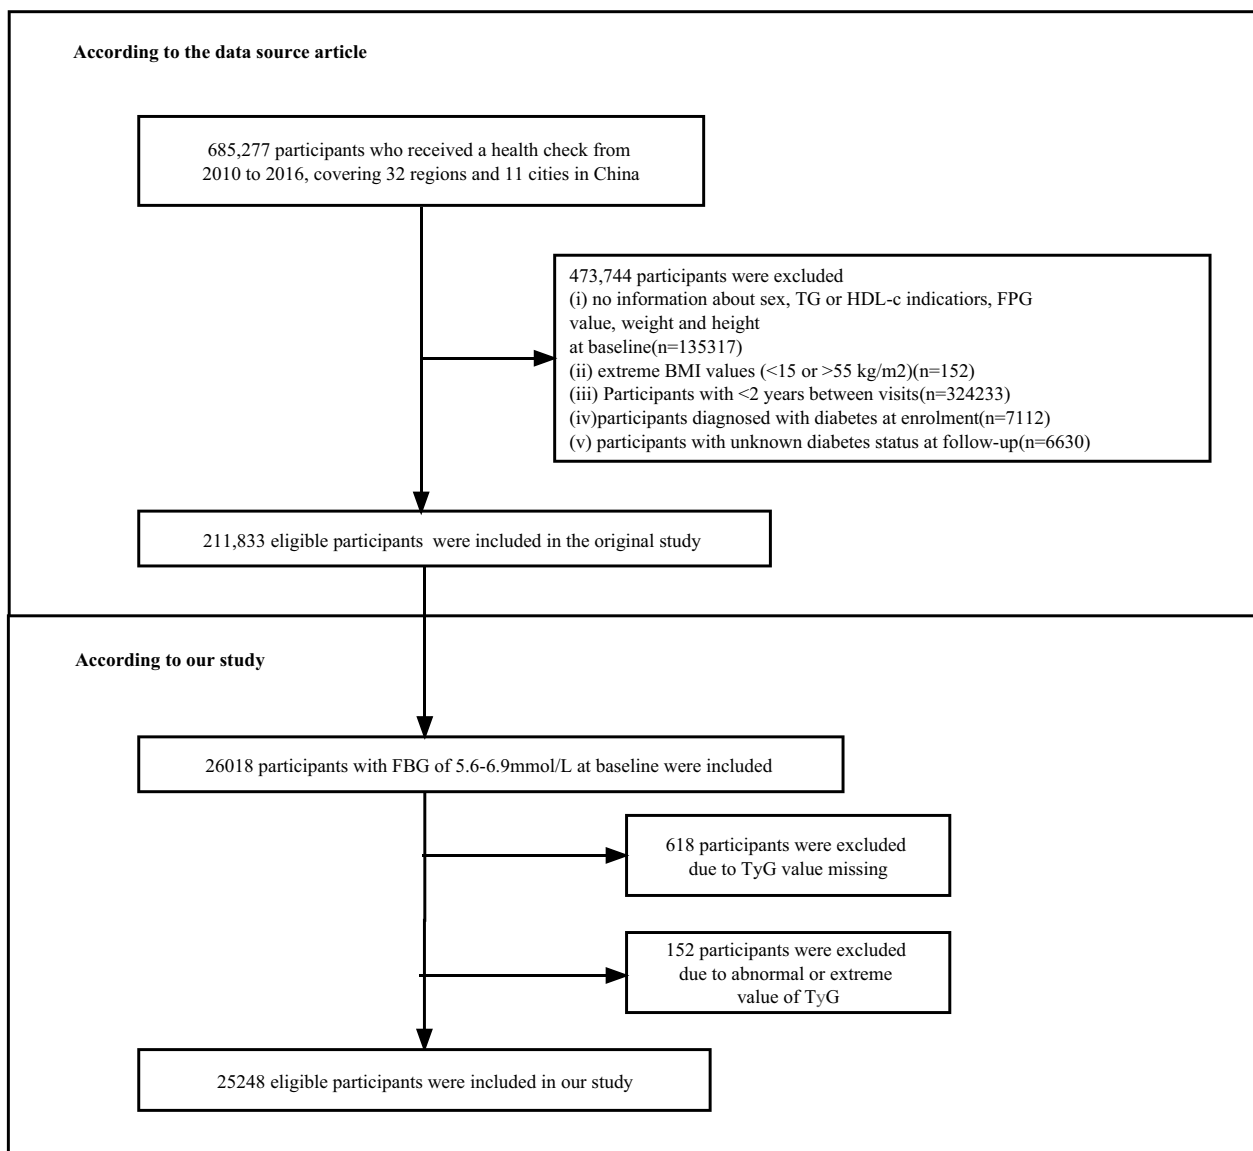 According to the data source article
685,277 participants who received a health check from
2010 to 2016, covering 32 regions and 11 cities in China
473,744 participants were excluded
(i) no information about sex, TG or HDL-c indicatiors, FPG
value, weight and height
at baseline(n=135317)
(ii) extreme BMI values (<15 or >55 kg/m2)(n=152)
(iii) Participants with <2 years between visits(n=324233)
(iv)participants diagnosed with diabetes at enrolment(n=7112)
(v) participants with unknown diabetes status at follow-up(n=6630)
211,833 eligible participants were included in the original study
According to our study
26018 participants with FBG of 5.6-6.9mmol/L at baseline were included
618 participants were excluded
due to TyG value missing
152 participants were excluded
due to abnormal or extreme
value of TyG
25248 eligible participants were included in our study